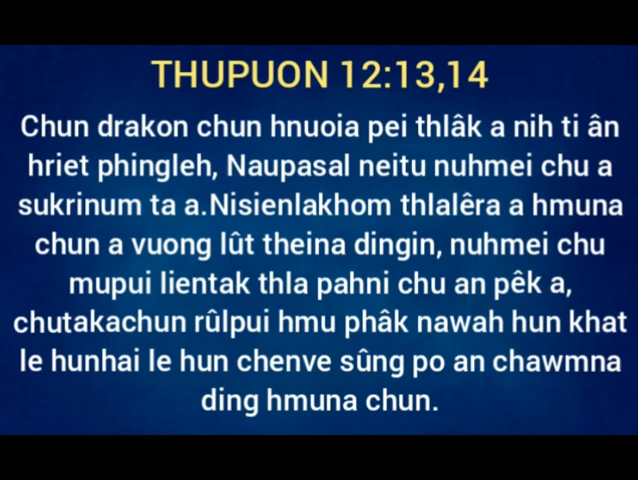 THUPUON 12:13,14
Chun drakon chun hnuoia pei thlâk a nih ti ân
hriet phingleh, Naupasal neitu nuhmei chu a
sukrinum ta a.Nisienlakhom thlalêra a hmuna
chun a vuong lût theina dingin, nuhmei chu
mupui lientak thla pahni chu an pêk a,
chutakachun rûlpui hmu phâk nawah hun khat
le hunhai le hun chenve sûng po an chawmna
ding hmuna chun.